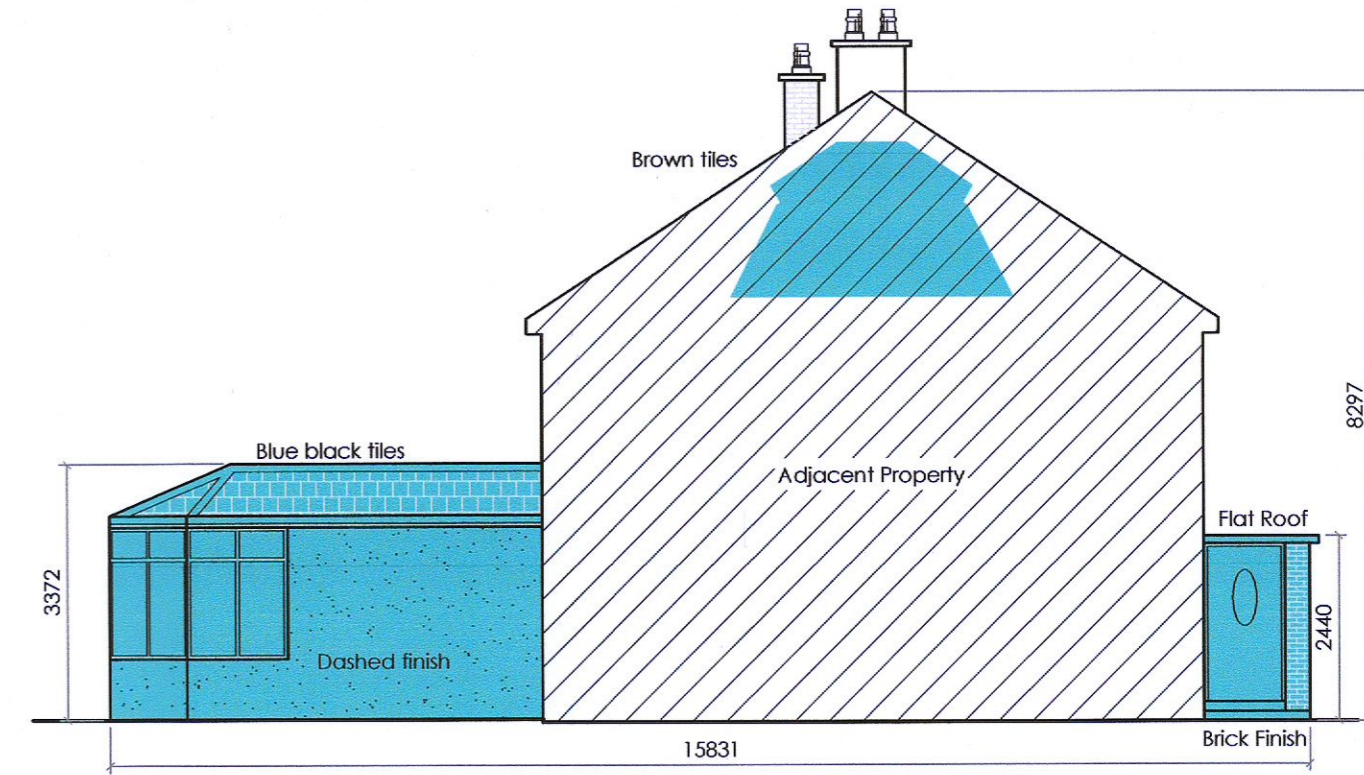 Brown tiles
8297
Blue black tiles
Adjacent Property
Flat Roof
3372
2440
Dashed finish
Brick Finish
15831